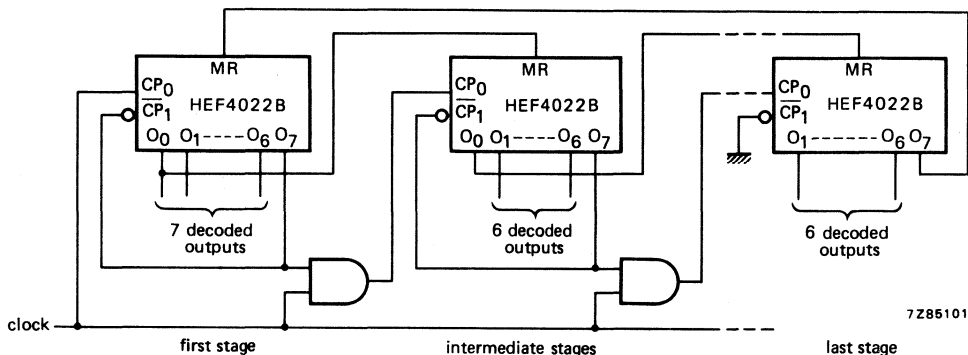 MR
CP0
CP1
HEF4022B
O0 O1 ----- O6 O7
7 decoded
outputs
MR
CP0
CP1
HEF4022B
O0 O1 ---- O6 O7
6 decoded
outputs
MR
CP0
CP1
HEF4022B
O1 -------- O6 O7
6 decoded
outputs
clock
first stage
intermediate stages
last stage
7Z85101